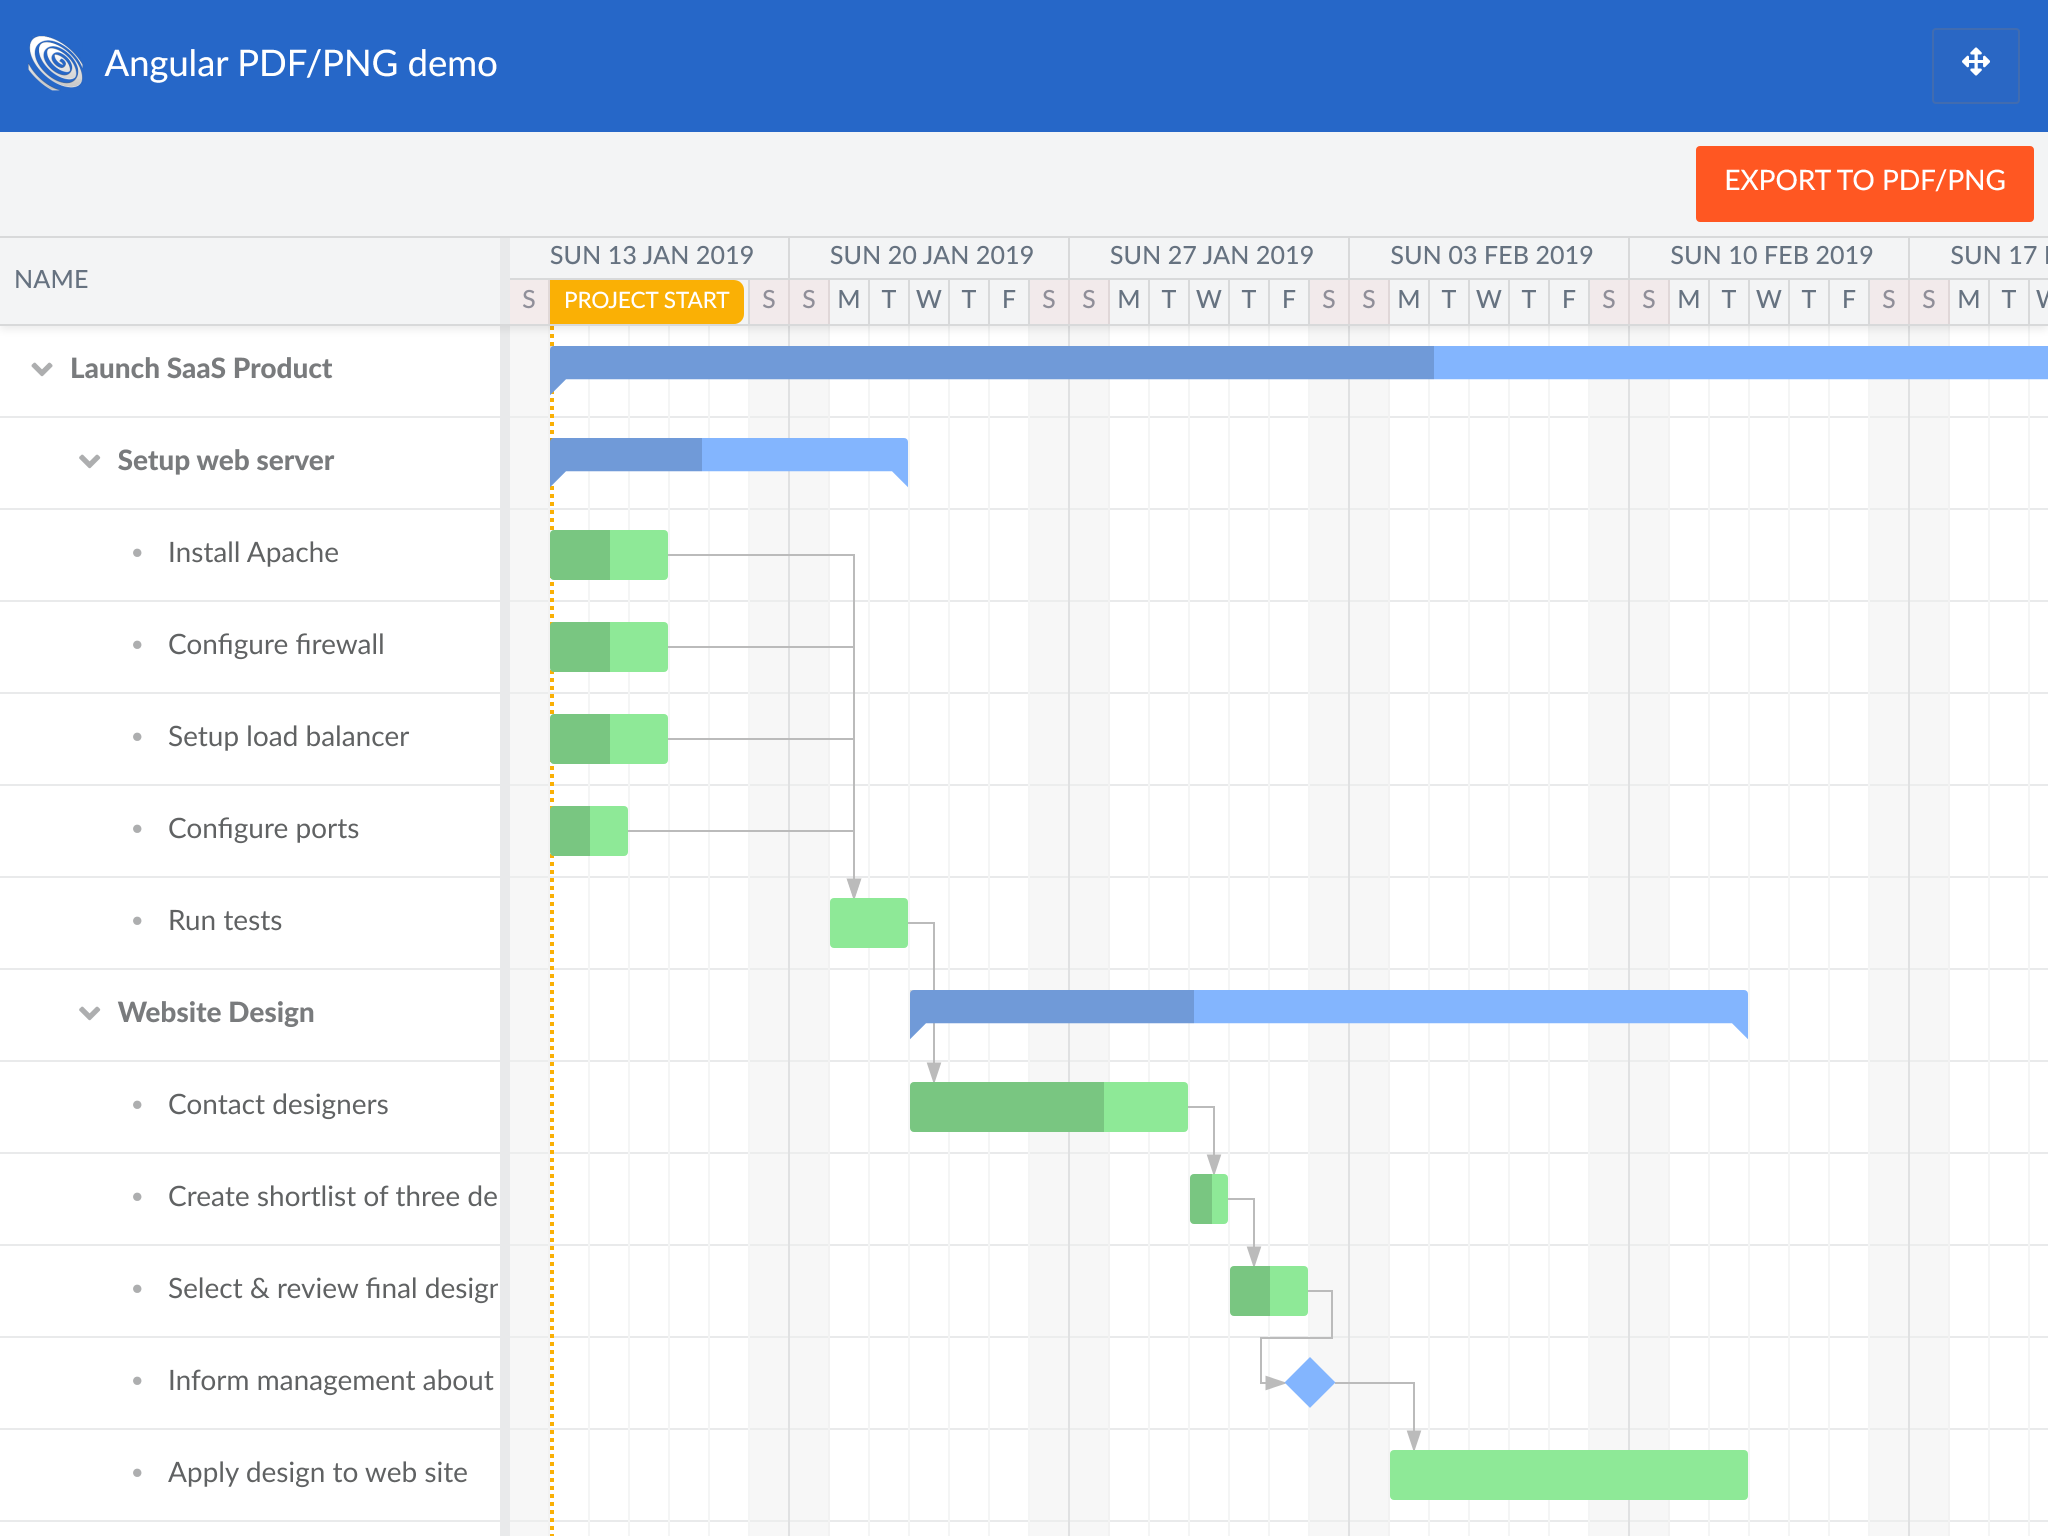 Angular PDF/PNG demo
EXPORT TO PDF/PNG
NAME
SUN 13 JAN 2019 SUN 20 JAN 2019 SUN 27 JAN 2019 SUN 03 FEB 2019 SUN 10 FEB 2019 SUN 17
S PROJECT START S S M T W T F S S M T W T F S S M T W T F S S M T W T F S S M T
Launch SaaS Product
Setup web server
Install Apache
Configure firewall
Setup load balancer
Configure ports
Run tests
Website Design
Contact designers
Create shortlist of three de
Select & review final design
Inform management about
Apply design to web site